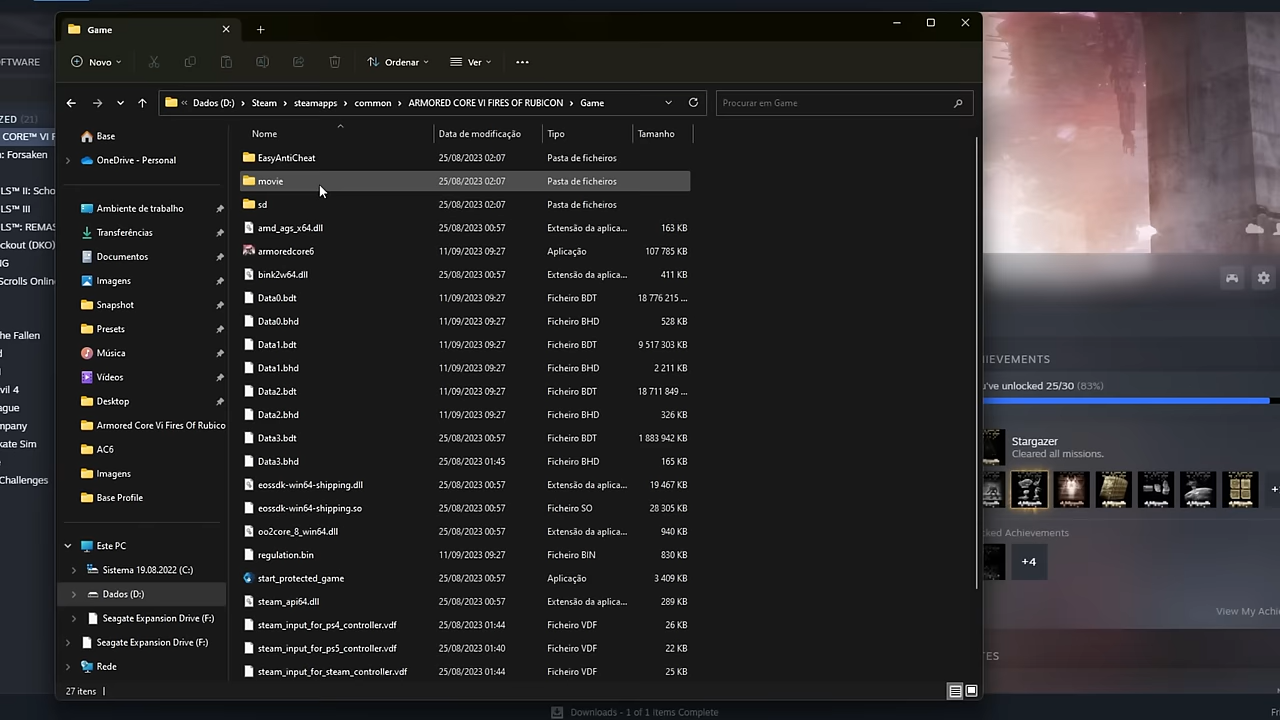 Game
Novo
Ordenar
Ver
« Dados (D:) > Steam > steamapps > common > ARMORED CORE VI FIRES OF RUBICON > Game
Procurar em Game
Nome Data de modificação Tipo Tamanho
EasyAntiCheat 25/08/2023 02:07 Pasta de ficheiros
movie 25/08/2023 02:07 Pasta de ficheiros
sd 25/08/2023 02:07 Pasta de ficheiros
amd_ags_x64.dll 25/08/2023 00:57 Extensão da aplica... 163 KB
armoredcore6 11/09/2023 09:27 Aplicação 107 785 KB
bink2w64.dll 25/08/2023 00:57 Extensão da aplica... 411 KB
Data0.bdt 11/09/2023 09:27 Ficheiro BDT 18 776 215 ...
Data0.bhd 11/09/2023 09:27 Ficheiro BHD 528 KB
Data1.bdt 11/09/2023 09:27 Ficheiro BDT 9 517 303 KB
Data1.bhd 11/09/2023 09:27 Ficheiro BHD 2 211 KB
Data2.bdt 11/09/2023 09:27 Ficheiro BDT 18 711 849 ...
Data2.bhd 11/09/2023 09:27 Ficheiro BHD 326 KB
Data3.bdt 25/08/2023 00:57 Ficheiro BDT 1 883 942 KB
Data3.bhd 25/08/2023 01:45 Ficheiro BHD 165 KB
eossdk-win64-shipping.dll 25/08/2023 00:57 Extensão da aplica... 19 467 KB
eossdk-win64-shipping.so 25/08/2023 00:57 Ficheiro SO 28 305 KB
oo2core_8_win64.dll 25/08/2023 00:57 Extensão da aplica... 940 KB
regulation.bin 11/09/2023 09:27 Ficheiro BIN 830 KB
start_protected_game 25/08/2023 00:57 Aplicação 3 409 KB
steam_api64.dll 25/08/2023 00:57 Extensão da aplica... 289 KB
steam_input_for_ps4_controller.vdf 25/08/2023 01:44 Ficheiro VDF 26 KB
steam_input_for_ps5_controller.vdf 25/08/2023 01:40 Ficheiro VDF 22 KB
steam_input_for_steam_controller.vdf 25/08/2023 01:44 Ficheiro VDF 25 KB
Base
OneDrive - Personal
Ambiente de trabalho
Transferências
Documentos
Imagens
Snapshot
Presets
Música
Vídeos
Desktop
Armored Core Vi Fires Of Rubico
AC6
Imagens
Base Profile
Este PC
Sistema 19.08.2022 (C:)
Dados (D:)
Seagate Expansion Drive (F:)
Seagate Expansion Drive (F:)
Rede
27 itens
OFTWARE
ZED (21)
CORE™ VI F
n: Forsaken
LS™ II: Scho
LS™ III
LS™: REMAS
ockout (DKO)
NG
Scrolls Onlin
he Fallen
d
vil 4
ague
mpany
kate Sim
Challenges
IEVEMENTS
u've unlocked 25/30 (83%)
Stargazer
Cleared all missions.
cked Achievements
+4
View My Achie
TES
Downloads - 1 of 1 Items Complete
Fr